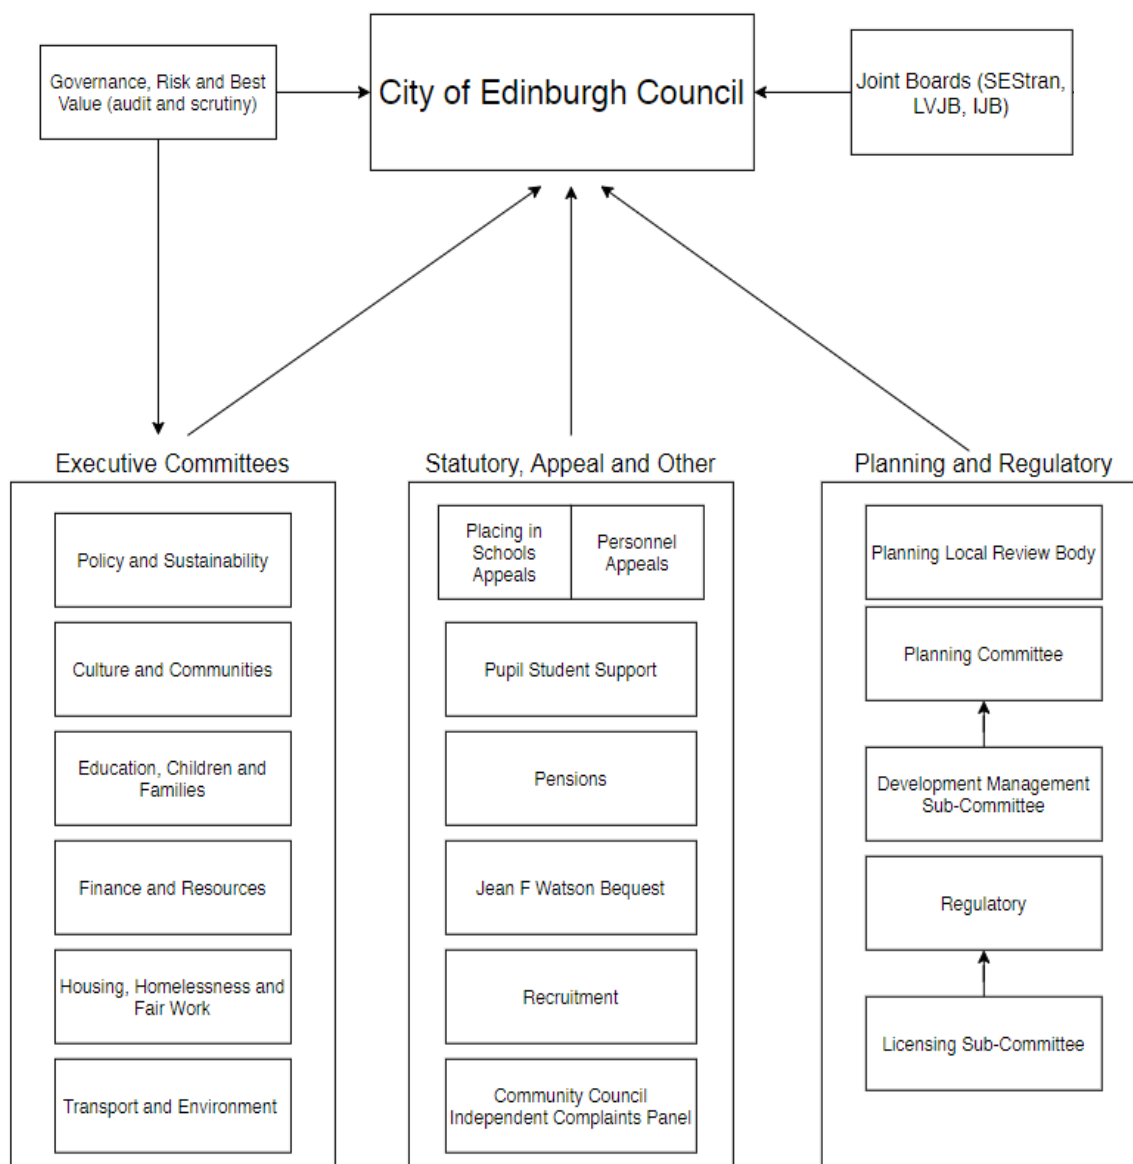 Governance, Risk and Best
Value (audit and scrutiny)
City of Edinburgh Council
Joint Boards (SEStran,
LVJB, IJB)
Executive Committees
Policy and Sustainability
Culture and Communities
Education, Children and
Families
Finance and Resources
Housing, Homelessness and
Fair Work
Transport and Environment
Statutory, Appeal and Other
Placing in
Schools
Appeals
Personnel
Appeals
Pupil Student Support
Pensions
Jean F Watson Bequest
Recruitment
Community Council
Independent Complaints Panel
Planning and Regulatory
Planning Local Review Body
Planning Committee
Development Management
Sub-Committee
Regulatory
Licensing Sub-Committee